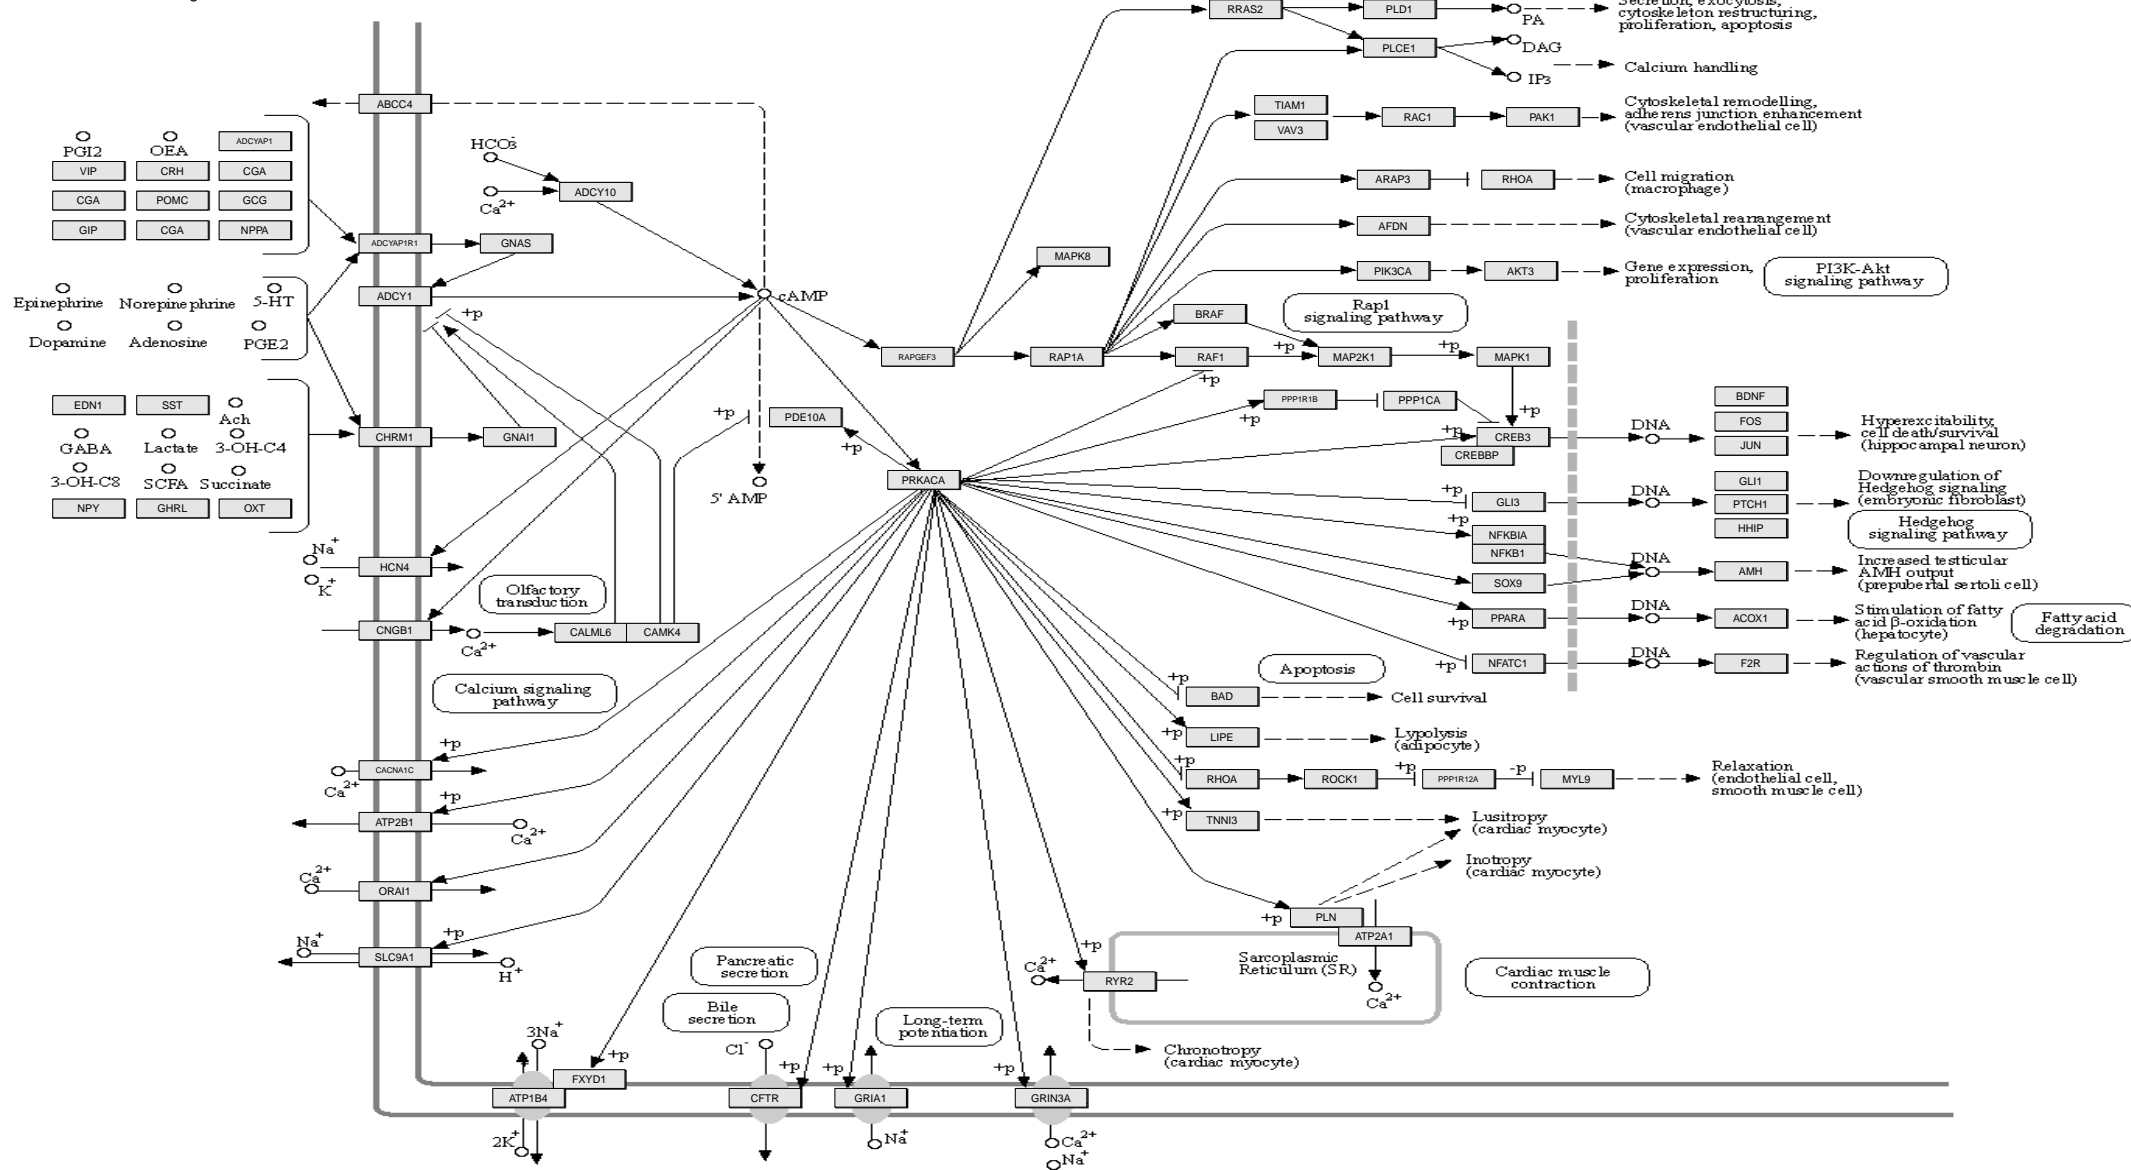 RRAS2
PLD1
PA
Secretion, exocytosis,
cytoskeleton restructuring,
proliferation, apoptosis
PLCE1
DAG
IP3
Calcium handling
ABCC4
TIAM1
VAV3
RAC1
PAK1
Cytoskeletal remodelling,
adherens junction enhancement
(vascular endothelial cell)
PGI2
OEA
ADCYAP1
VIP
CRH
CGA
CGA
POMC
GCG
GIP
CGA
NPPA
HCO3-
Ca2+
ADCY10
ARAP3
RHOA
Cell migration
(macrophage)
AFDN
Cytoskeletal rearrangement
(vascular endothelial cell)
ADCYAP1R1
GNAS
MAPK8
PIK3CA
AKT3
Gene expression,
proliferation
PI3K-Akt
signaling pathway
Epinephrine
Norepinephrine
5-HT
Dopamine
Adenosine
PGE2
ADCY1
+p
cAMP
BRAF
Rap1
signaling pathway
RAPGEF3
RAP1A
RAF1
+p
MAP2K1
+p
MAPK1
+p
EDN1
SST
Ach
GABA
Lactate
3-OH-C4
3-OH-C8
SCFA
Succinate
NPY
GHRL
OXT
CHRM1
GNAI1
+p
PDE10A
+p
5' AMP
PRKACA
+p
PPP1R1B
PPP1CA
+p
+p
CREB3
CREBBP
DNA
BDNF
FOS
JUN
Hyperexcitability,
cell death/survival
(hippocampal neuron)
+p
GLI3
DNA
GLI1
PTCH1
HHIP
Downregulation of
Hedgehog signaling
(embryonic fibroblast)
Hedgehog
signaling pathway
+p
NFKBIA
NFKB1
SOX9
DNA
AMH
Increased testticular
AMH output
(prepubertal sertoli cell)
+p
PPARA
DNA
ACOX1
Stimulation of fatty
acid β-oxidation
(hepatocyte)
Fatty acid
degradation
+p
NFATC1
DNA
F2R
Regulation of vascular
actions of thrombin
(vascular smooth muscle cell)
Na+
K+
HCN4
Olfactory
transduction
CNGB1
Ca2+
CALML6
CAMK4
Calcium signaling
pathway
Apoptosis
+p
BAD
Cell survival
+p
LIPE
Lypolysis
(adipocyte)
+p
RHOA
ROCK1
+p
PPP1R12A
-p
MYL9
Relaxation
(endothelial cell,
smooth muscle cell)
+p
TNNI3
Lusitropy
(cardiac myocyte)
Inotropy
(cardiac myocyte)
+p
CACNA1C
Ca2+
+p
ATP2B1
Ca2+
Ca2+
ORAI1
Na+
+p
SLC9A1
H+
+p
PLN
ATP2A1
Sarcoplasmic
Reticulum (SR)
Ca2+
+p
Ca2+
RYR2
Cardiac muscle
contraction
Pancreatic
secretion
Bile
secretion
Long-term
potentiation
Chronotropy
(cardiac myocyte)
3Na+
+p
FXYD1
ATP1B4
2K+
Cl-
+p
CFTR
+p
GRIA1
Na+
+p
GRIN3A
Ca2+
Na+